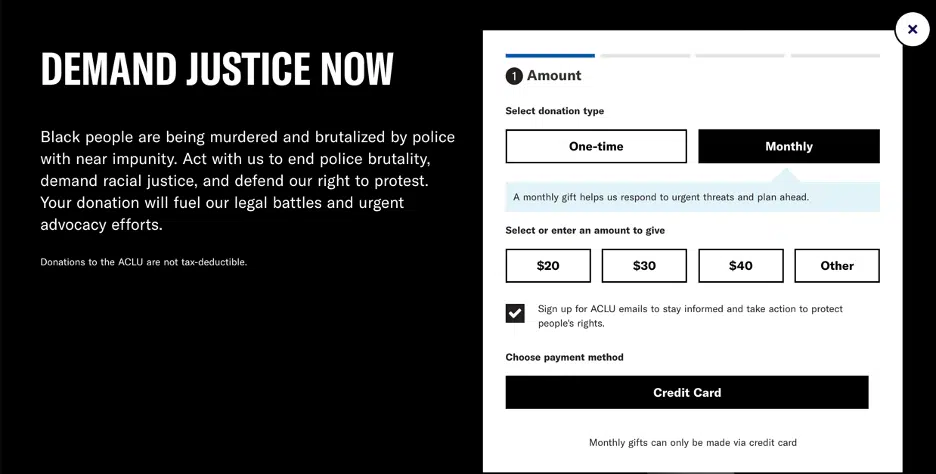 DEMAND JUSTICE NOW
Black people are being murdered and brutalized by police
with near impunity. Act with us to end police brutality,
demand racial justice, and defend our right to protest.
Your donation will fuel our legal battles and urgent
advocacy efforts.
Donations to the ACLU are not tax-deductible.
1 Amount
Select donation type
One-time
Monthly
A monthly gift helps us respond to urgent threats and plan ahead.
Select or enter an amount to give
$20
$30
$40
Other
Sign up for ACLU emails to stay informed and take action to protect
people's rights.
Choose payment method
Credit Card
Monthly gifts can only be made via credit card